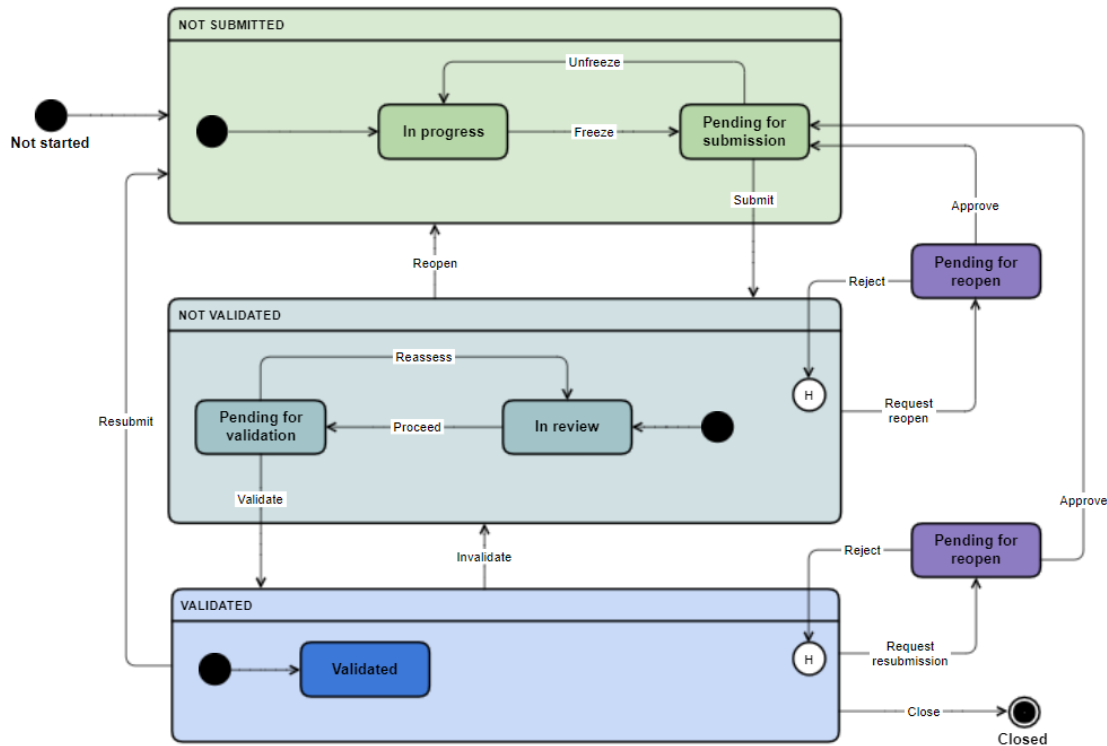 NOT SUBMITTED
Unfreeze
Not started
In progress
Freeze
Pending for
submission
Submit
Approve
Reopen
Pending for
reopen
Reject
NOT VALIDATED
Reassess
H
Request
reopen
Resubmit
Pending for
validation
Proceed
In review
Validate
Approve
Invalidate
Pending for
reopen
Reject
VALIDATED
Validated
H
Request
resubmission
Close
Closed